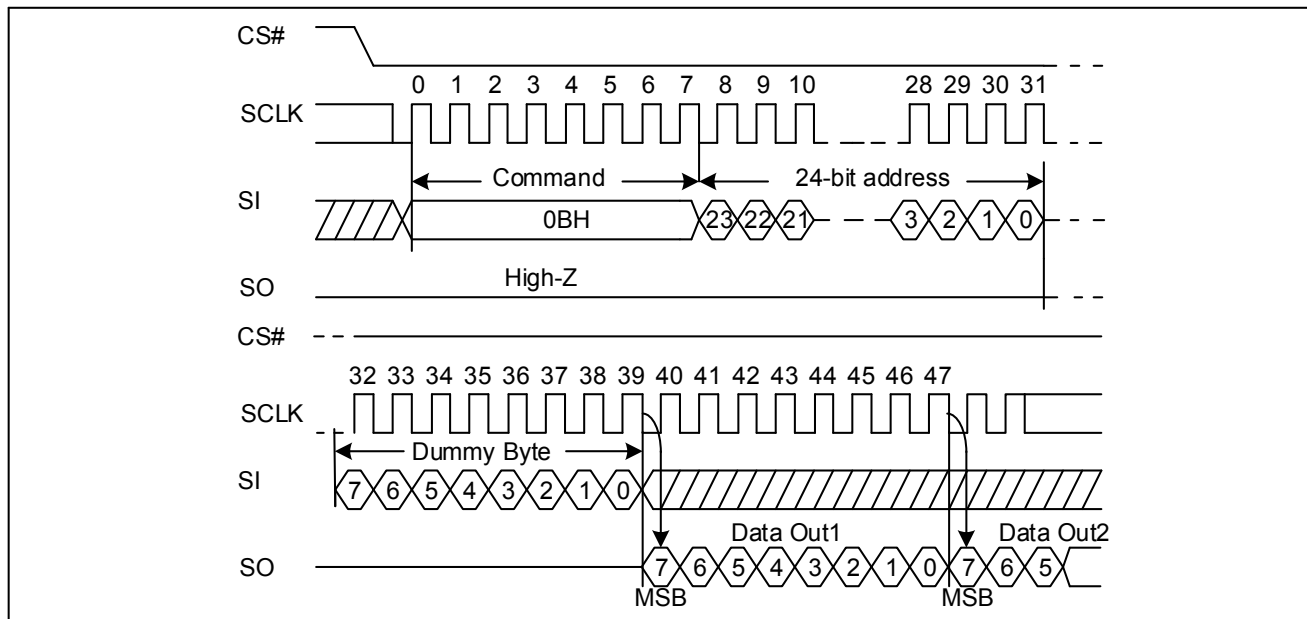 CS#
0 1 2 3 4 5 6 7 8 9 10 28 29 30 31
SCLK
Command 24-bit address
SI
0BH 23 22 21 3 2 1 0
High-Z
SO
CS#
32 33 34 35 36 37 38 39 40 41 42 43 44 45 46 47
SCLK
Dummy Byte
SI
7 6 5 4 3 2 1 0
Data Out1 Data Out2
SO
7 6 5 4 3 2 1 0 7 6 5
MSB MSB